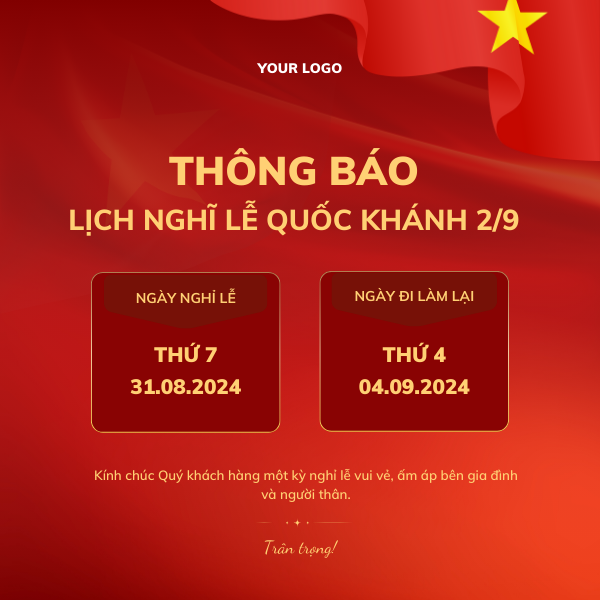 YOUR LOGO
THÔNG BÁO
LỊCH NGHĨ LỄ QUỐC KHÁNH 2/9
NGÀY NGHỈ LỄ
NGÀY ĐI LÀM LẠI
THỨ 7
31.08.2024
THỨ 4
04.09.2024
Kính chúc Quý khách hàng một kỳ nghỉ lễ vui vẻ, ấm áp bên gia đình
và người thân.
Trân trọng!